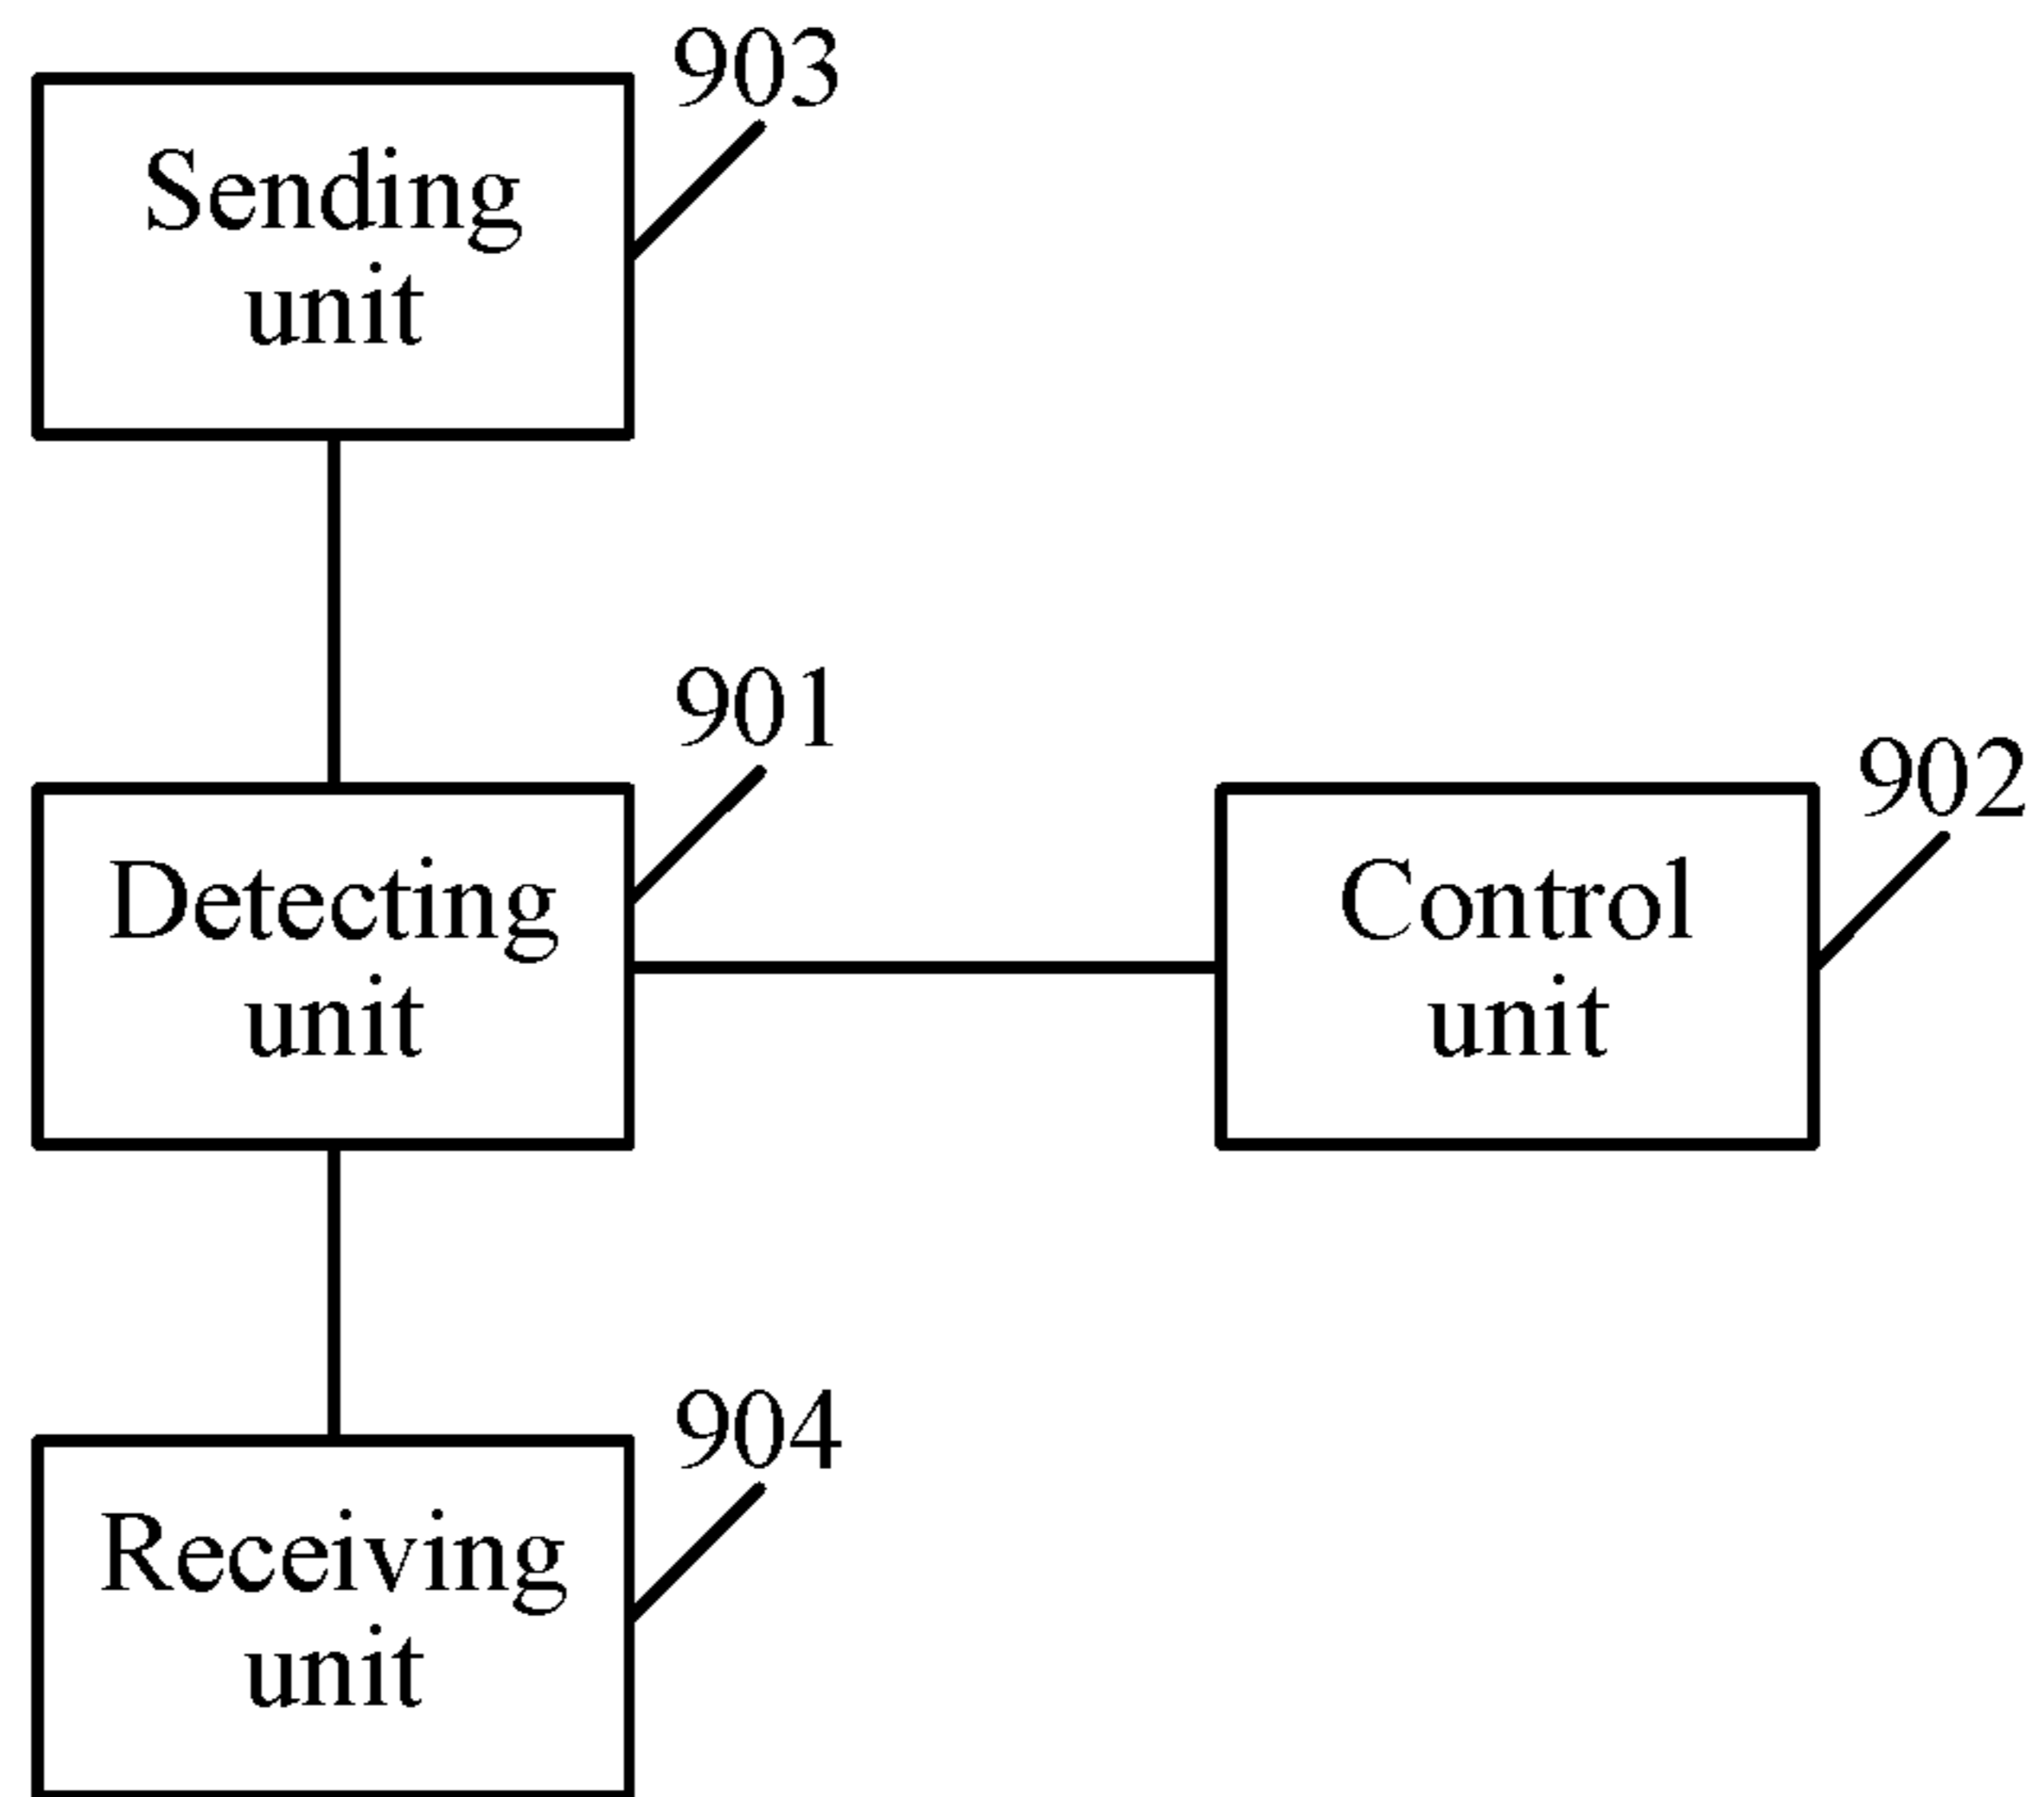 903
Sending
unit
901
Detecting
unit
902
Control
unit
904
Receiving
unit